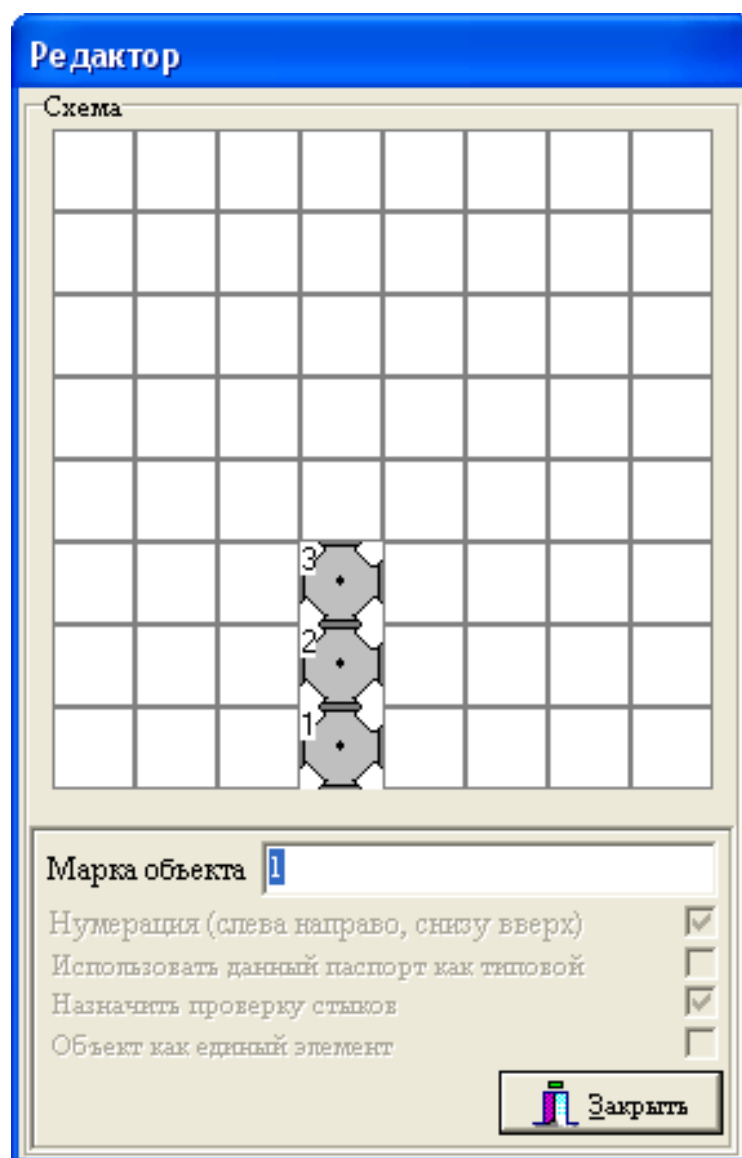 Редактор
Схема
3
2
1
Марка объекта 1
Нумерация (слева направо, снизу вверх)
Использовать данный паспорт как типовой
Назначить проверку стыков
Объект как единый элемент
Закрыть